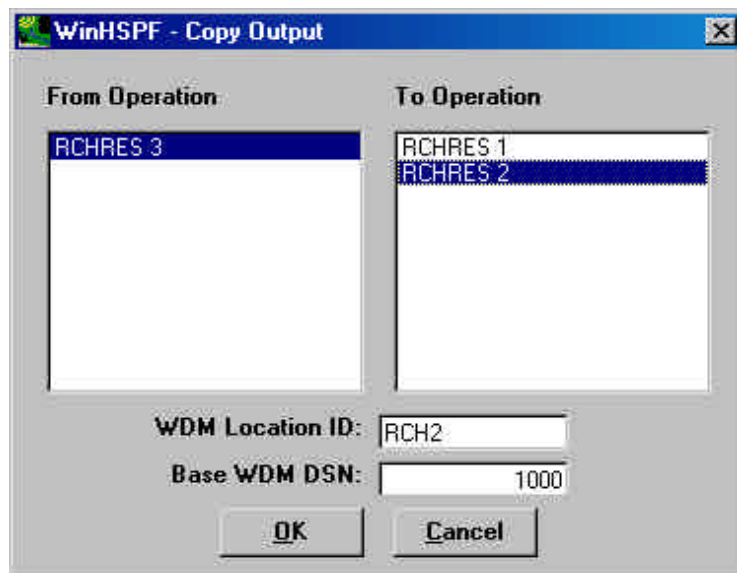 WinHSPF - Copy Output
From Operation
To Operation
RCHRES 3
RCHRES 1
RCHRES 2
WDM Location ID: RCH2
Base WDM DSN: 1000
OK
Cancel